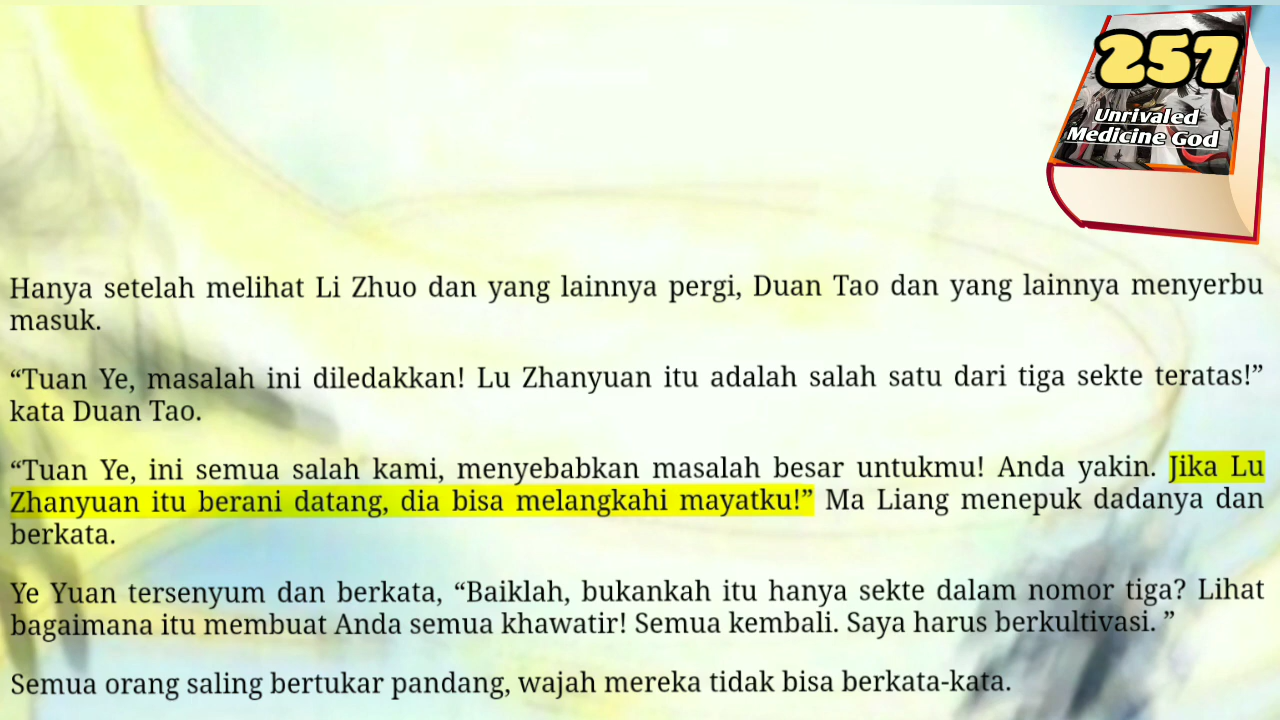 257
Unrivaled
Medicine God
Hanya setelah melihat Li Zhuo dan yang lainnya pergi, Duan Tao dan yang lainnya menyerbu
masuk.
“Tuan Ye, masalah ini diledakkan! Lu Zhanyuan itu adalah salah satu dari tiga sekte teratas!”
kata Duan Tao.
“Tuan Ye, ini semua salah kami, menyebabkan masalah besar untukmu! Anda yakin. Jika Lu
Zhanyuan itu berani datang, dia bisa melangkahi mayatku!” Ma Liang menepuk dadanya dan
berkata.
Ye Yuan tersenyum dan berkata, “Baiklah, bukankah itu hanya sekte dalam nomor tiga? Lihat
bagaimana itu membuat Anda semua khawatir! Semua kembali. Saya harus berkultivasi. ”
Semua orang saling bertukar pandang, wajah mereka tidak bisa berkata-kata.